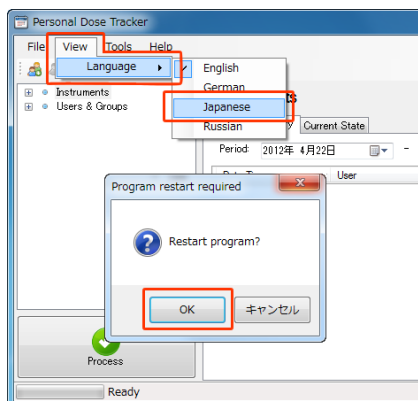 Personal Dose Tracker
File View Tools Help
Language
English
German
Japanese
Russian
Instruments
Users & Groups
Current State
Period: 2012年 4月22日 -
User
Program restart required
Restart program?
OK
キャンセル
Process
Ready